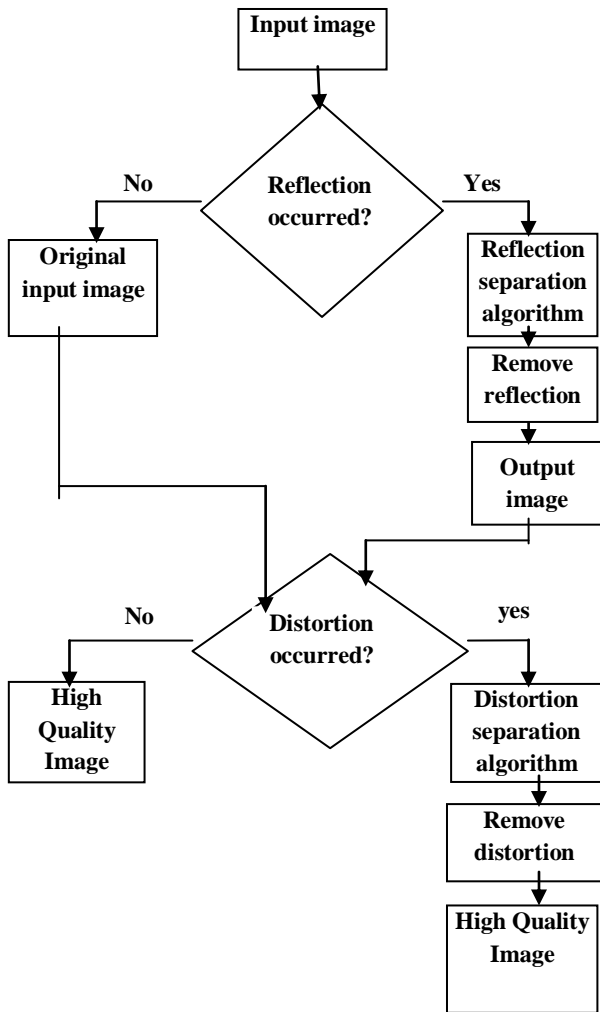 Input image
Reflection
occurred?
No
Yes
Original
input image
Reflection
separation
algorithm
Remove
reflection
Output
image
Distortion
occurred?
No
yes
High
Quality
Image
Distortion
separation
algorithm
Remove
distortion
High Quality
Image